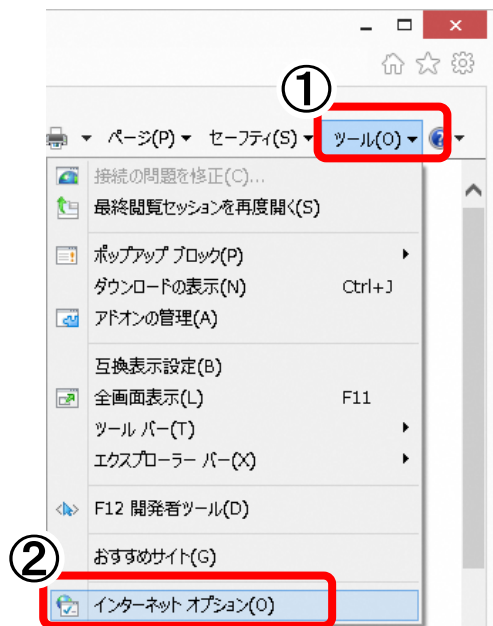 ①
ページ(P) セーフティ(S) ツール(O)
接続の問題を修正(C)...
最終閲覧セッションを再度開く(S)
ポップアップ ブロック(P)
ダウンロードの表示(N) Ctrl+J
アドオンの管理(A)
互換表示設定(B)
全画面表示(L) F11
ツール バー(T)
エクスプローラー バー(X)
F12 開発者ツール(D)
おすすめサイト(G)
②
インターネット オプション(O)